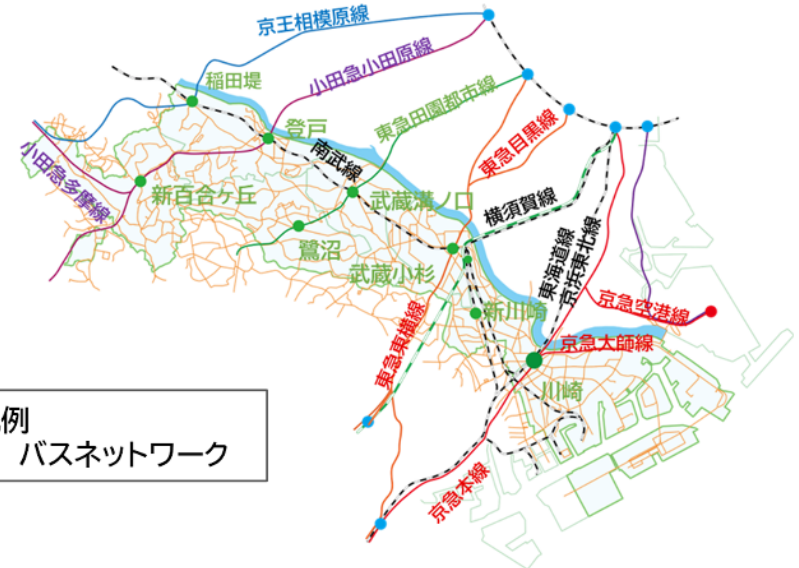 京王相模原線
小田急小田原線
稲田堤
東急田園都市線
登戸
東急目黒線
南武線
小田急多摩線
新百合ヶ丘
武蔵溝ノ口
横須賀線
鷺沼
武蔵小杉
東海道線
京浜東北線
新川崎
京急空港線
東急東横線
京急大師線
川崎
例
バスネットワーク
京急本線